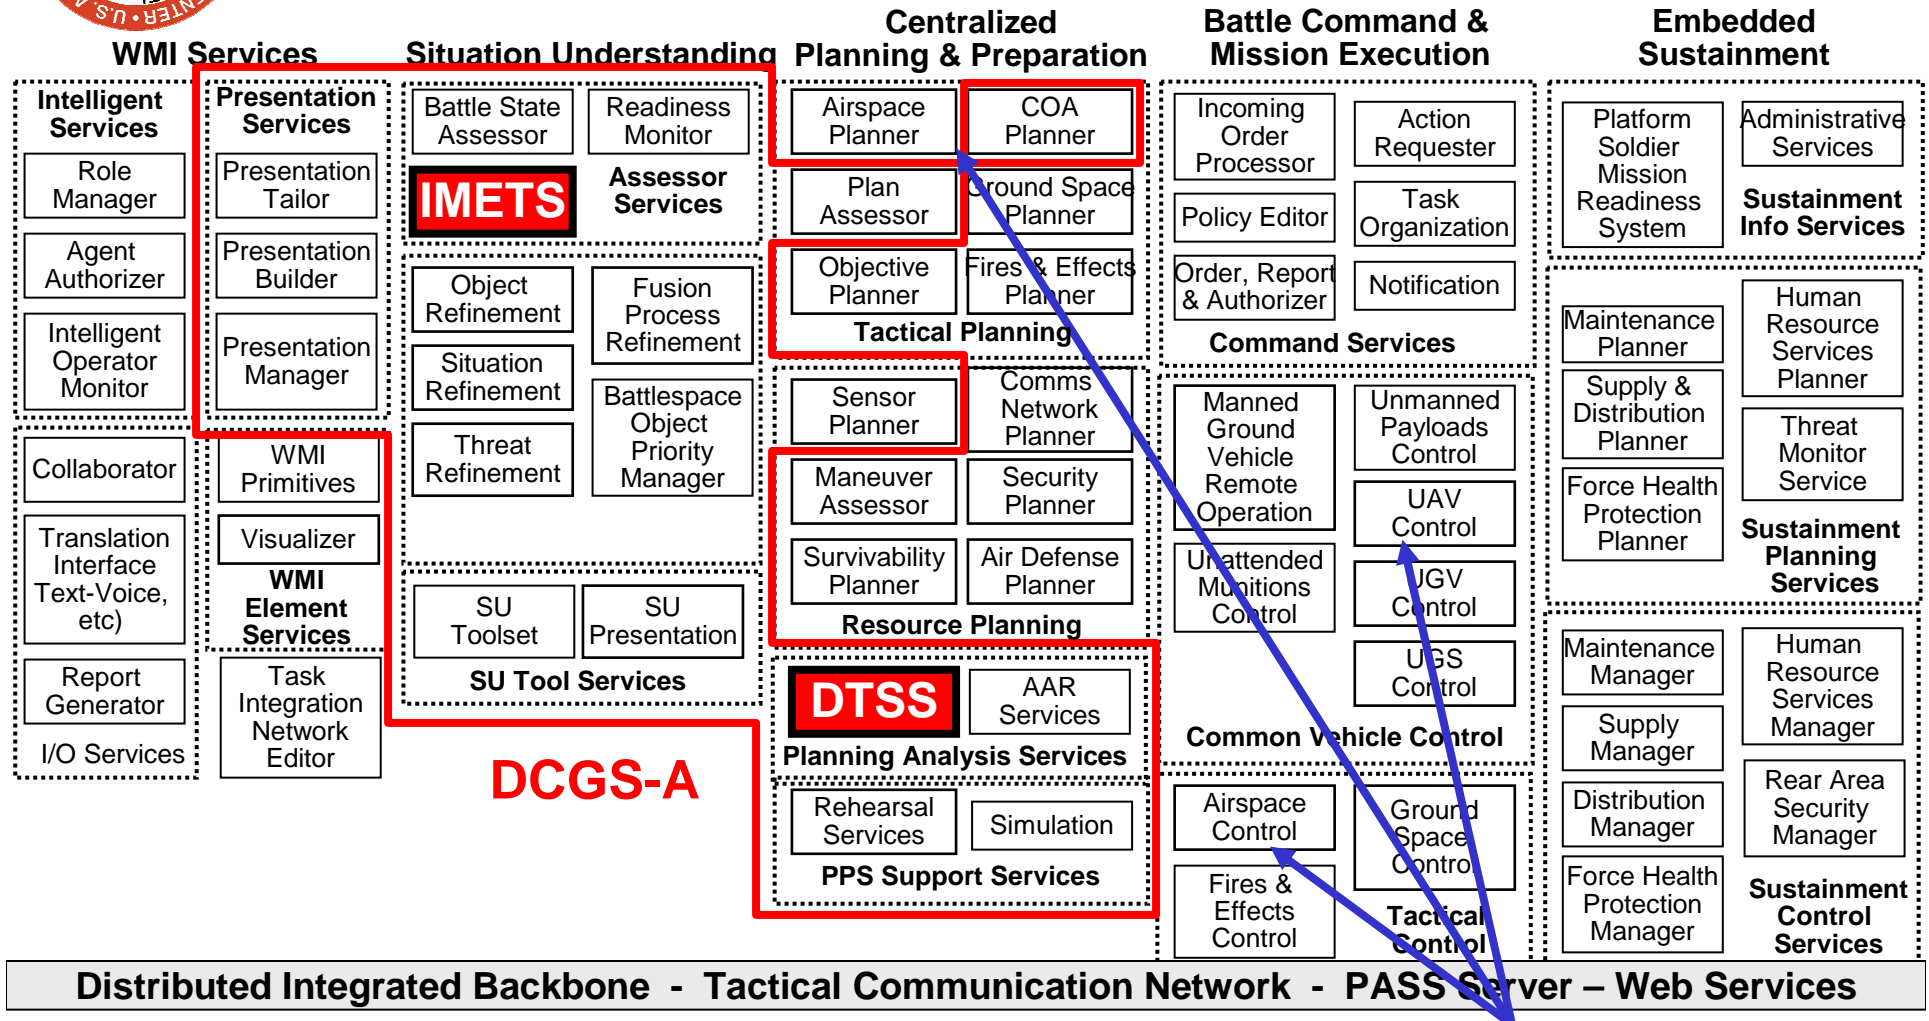 ENTER • U.S. A
WMI Services
Intelligent
Services
Role
Manager
Agent
Authorizer
Intelligent
Operator
Monitor
Presentation
Services
Presentation
Tailor
Presentation
Builder
Presentation
Manager
Collaborator
Translation
Interface
Text-Voice,
etc)
Report
Generator
I/O Services
WMI
Primitives
Visualizer
WMI
Element
Services
Task
Integration
Network
Editor
Situation Understanding
Battle State
Assessor
Readiness
Monitor
IMETS
Assessor
Services
Object
Refinement
Situation
Refinement
Threat
Refinement
Fusion
Process
Refinement
Battlespace
Object
Priority
Manager
SU
Toolset
SU
Presentation
SU Tool Services
DCGS-A
Centralized
Planning & Preparation
Airspace
Planner
COA
Planner
Plan
Assessor
Ground Space
Planner
Objective
Planner
Fires & Effects
Planner
Tactical Planning
Sensor
Planner
Comms
Network
Planner
Maneuver
Assessor
Security
Planner
Survivability
Planner
Air Defense
Planner
Resource Planning
DTSS
AAR
Services
Planning Analysis Services
Rehearsal
Services
Simulation
PPS Support Services
Battle Command &
Mission Execution
Incoming
Order
Processor
Action
Requester
Policy Editor
Task
Organization
Order, Report
& Authorizer
Notification
Command Services
Manned
Ground
Vehicle
Remote
Operation
Unmanned
Payloads
Control
UAV
Control
Unattended
Munitions
Control
UGV
Control
UGS
Control
Common Vehicle Control
Airspace
Control
Ground
Space
Control
Fires &
Effects
Control
Tactical
Control
Embedded
Sustainment
Platform
Soldier
Mission
Readiness
System
Administrative
Services
Sustainment
Info Services
Maintenance
Planner
Supply &
Distribution
Planner
Force Health
Protection
Planner
Human
Resource
Services
Planner
Threat
Monitor
Service
Sustainment
Planning
Services
Maintenance
Manager
Supply
Manager
Distribution
Manager
Force Health
Protection
Manager
Human
Resource
Services
Manager
Rear Area
Security
Manager
Sustainment
Control
Services
Distributed Integrated Backbone - Tactical Communication Network - PASS Server – Web Services